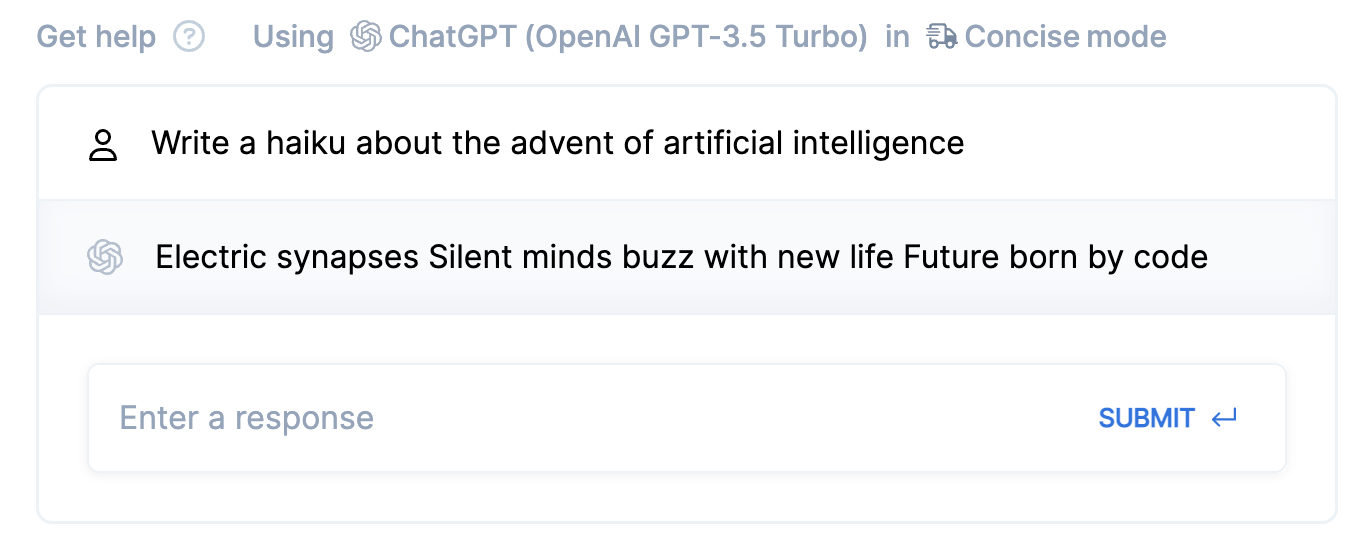 Get help ? Using ChatGPT (OpenAI GPT-3.5 Turbo) in Concise mode
Write a haiku about the advent of artificial intelligence
Electric synapses Silent minds buzz with new life Future born by code
Enter a response SUBMIT